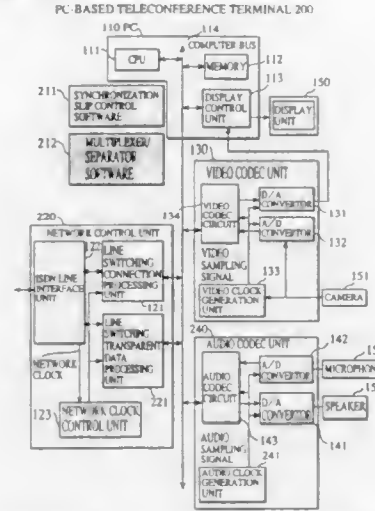 PC-BASED TELECONFERENCE TERMINAL 200
110 PC
114
COMPUTER BUS
111
CPU
MEMORY
112
113
DISPLAY
CONTROL
UNIT
150
DISPLAY
UNIT
211
SYNCHRONIZATION
SLIP CONTROL
SOFTWARE
212
MULTIPLEXER/
SEPARATOR
SOFTWARE
130
VIDEO CODEC UNIT
134
VIDEO
CODEC
CIRCUIT
D/A
CONVERTOR
131
A/D
CONVERTOR
132
VIDEO
SAMPLING
SIGNAL
133
VIDEO CLOCK
GENERATION
UNIT
151
CAMERA
220
NETWORK CONTROL
UNIT
ISDN LINE
INTERFACE
UNIT
LINE
SWITCHING
CONNECTION
PROCESSING
UNIT
121
LINE
SWITCHING
TRANSPARENT
DATA
PROCESSING
UNIT
221
NETWORK
CLOCK
123
NETWORK CLOCK
CONTROL UNIT
240
AUDIO CODEC UNIT
142
AUDIO
CODEC
CIRCUIT
A/D
CONVERTOR
MICROPHON
D/A
CONVERTOR
SPEAKER
143
141
AUDIO
SAMPLING
SIGNAL
241
AUDIO CLOCK
GENERATION
UNIT